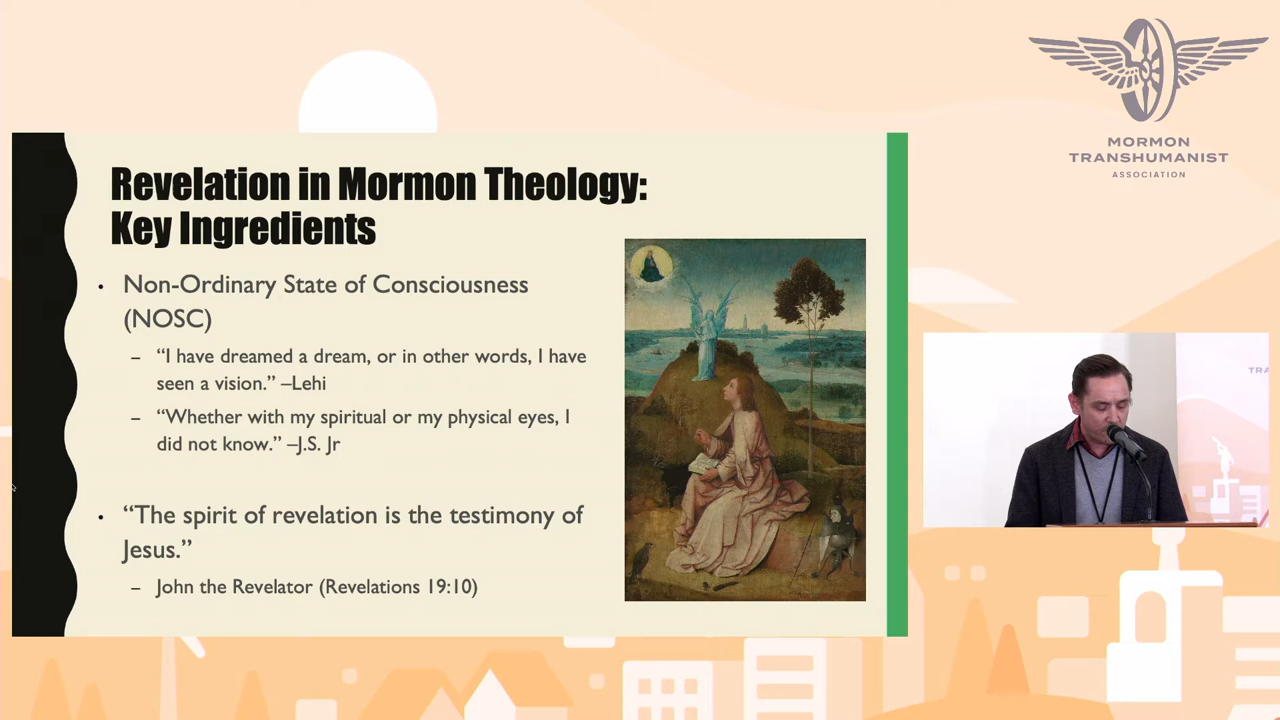 MORMON
TRANSHUMANIST
ASSOCIATION
Revelation in Mormon Theology:
Key Ingredients
• Non-Ordinary State of Consciousness
(NOSC)
– “I have dreamed a dream, or in other words, I have
seen a vision.” –Lehi
– “Whether with my spiritual or my physical eyes, I
did not know.” –J.S. Jr
• “The spirit of revelation is the testimony of
Jesus.”
– John the Revelator (Revelations 19:10)
TRA